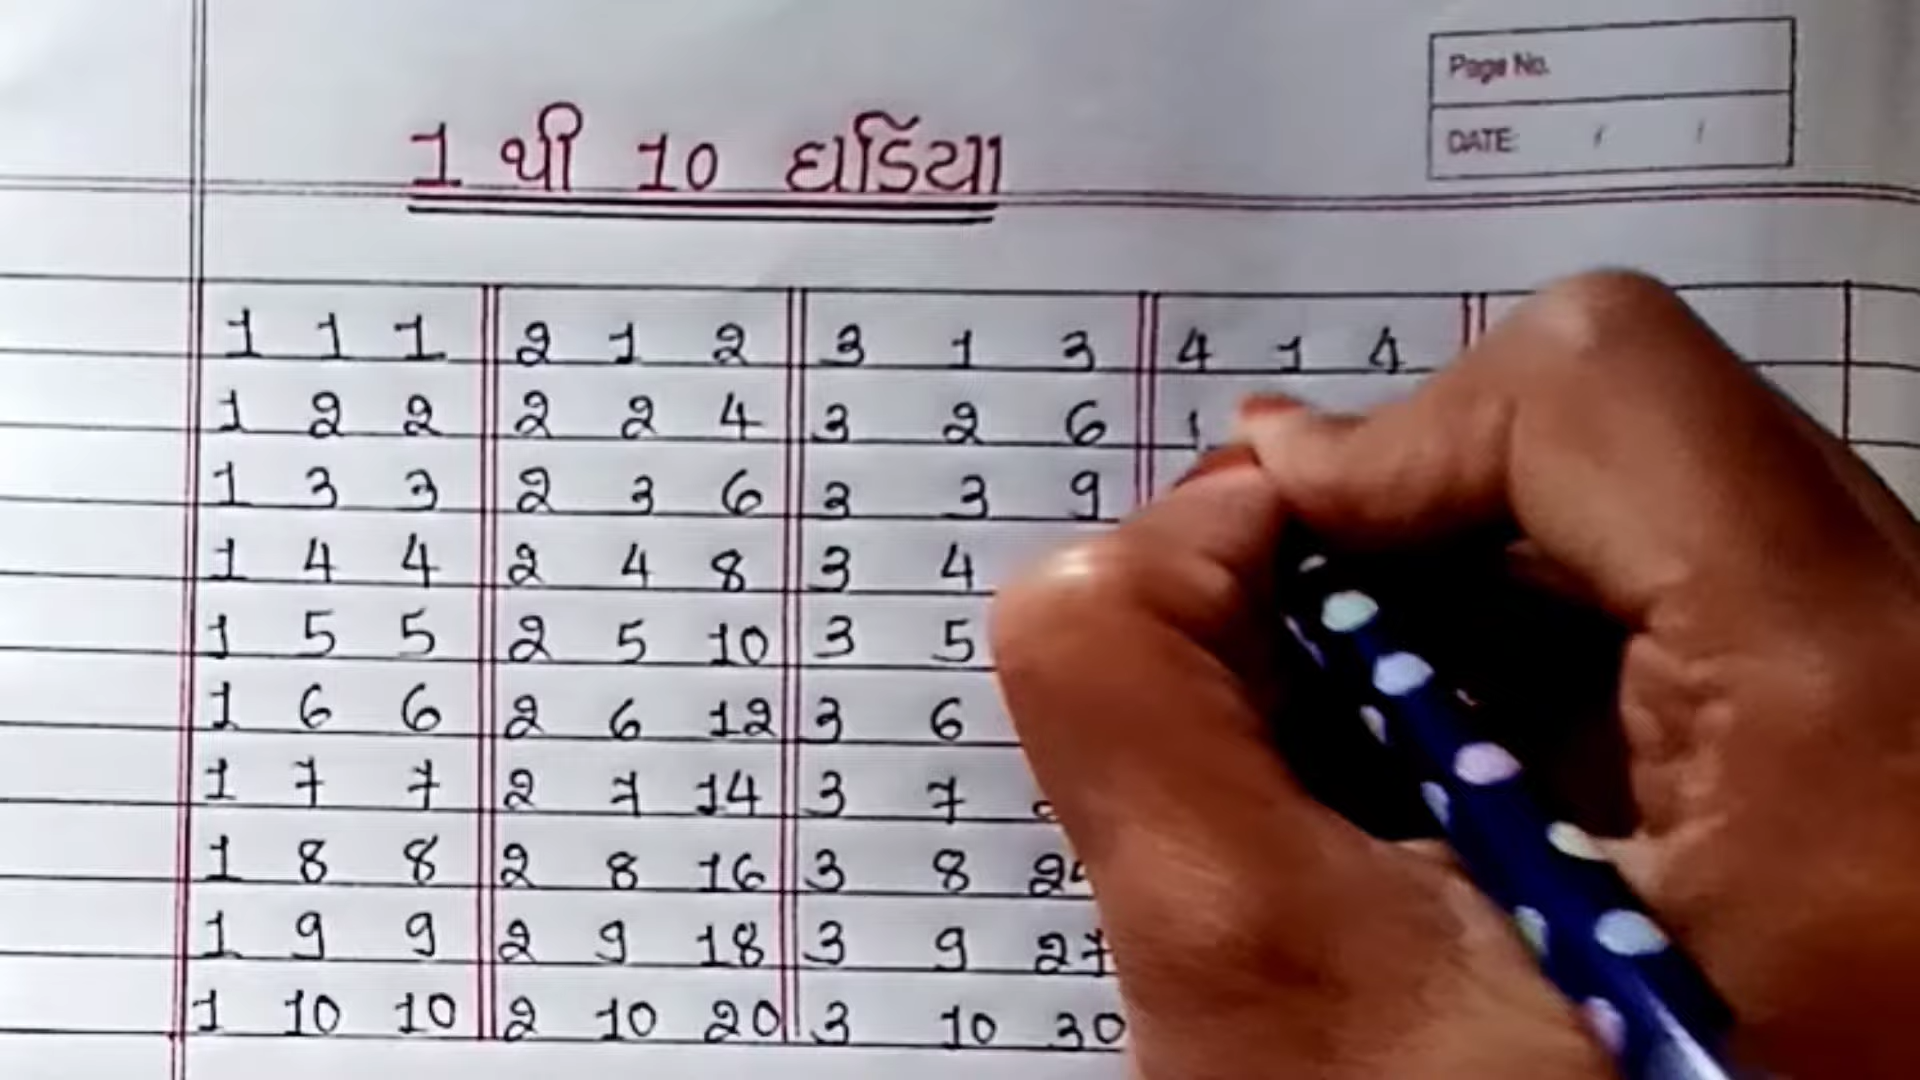 Page No.
DATE: / /
1 થી 10 ઘડિયા
1 1 1 2 1 2 3 1 3 4 1 4
1 2 2 2 2 4 3 2 6
1 3 3 2 3 6 3 3 9
1 4 4 2 4 8 3 4
1 5 5 2 5 10 3 5
1 6 6 2 6 12 3 6
1 7 7 2 7 14 3 7
1 8 8 2 8 16 3 8
1 9 9 2 9 18 3 9 27
1 10 10 2 10 20 3 10 30